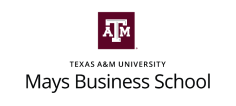 ATM
TEXAS A&M UNIVERSITY
Mays Business School